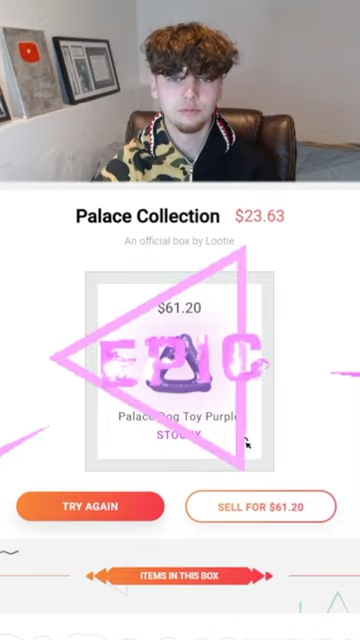 Palace Collection $23.63
An official box by Lootie
$61.20
EPIC
Palace Dog Toy Purple
STOCKX
TRY AGAIN
SELL FOR $61.20
ITEMS IN THIS BOX